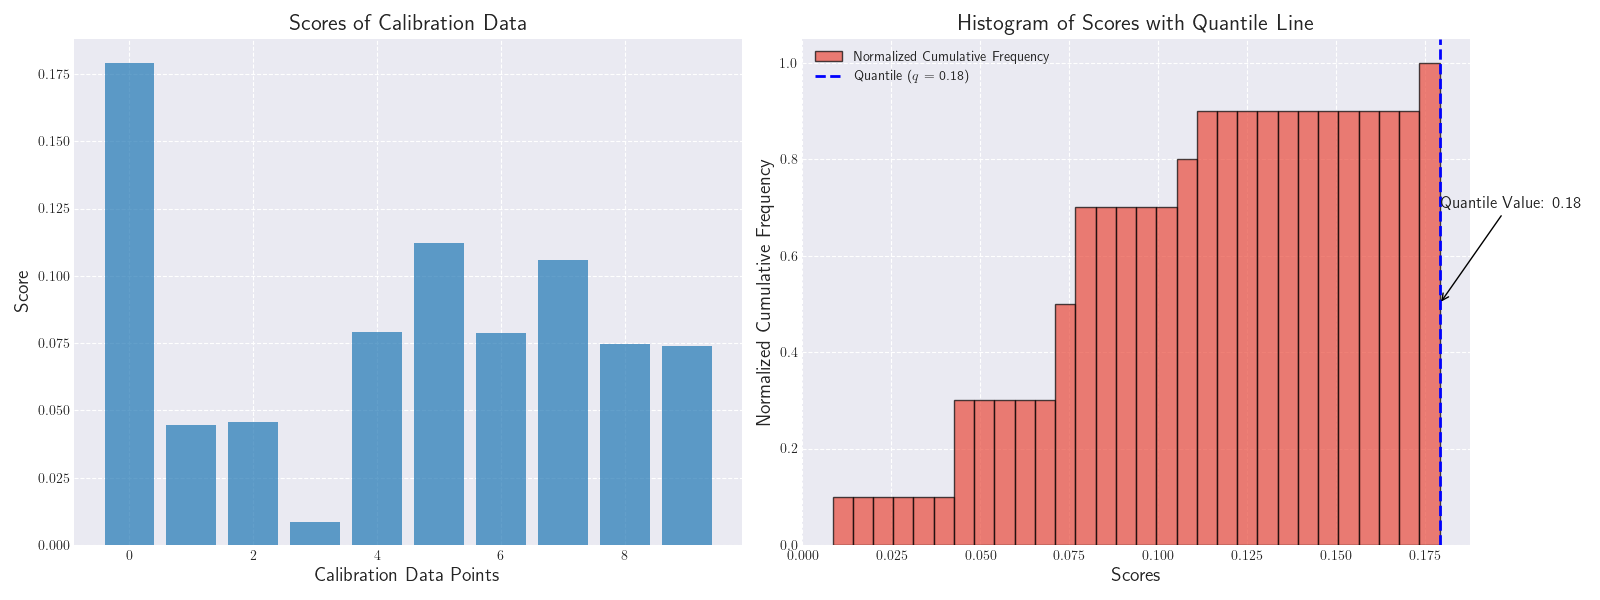 Scores of Calibration Data
Score
0.175
0.150
0.125
0.100
0.075
0.050
0.025
0.000
0 2 4 6 8
Calibration Data Points
Histogram of Scores with Quantile Line
Normalized Cumulative Frequency
Quantile (q = 0.18)
Normalized Cumulative Frequency
1.0
0.8
0.6
0.4
0.2
0.0
Quantile Value: 0.18
0.000 0.025 0.050 0.075 0.100 0.125 0.150 0.175
Scores